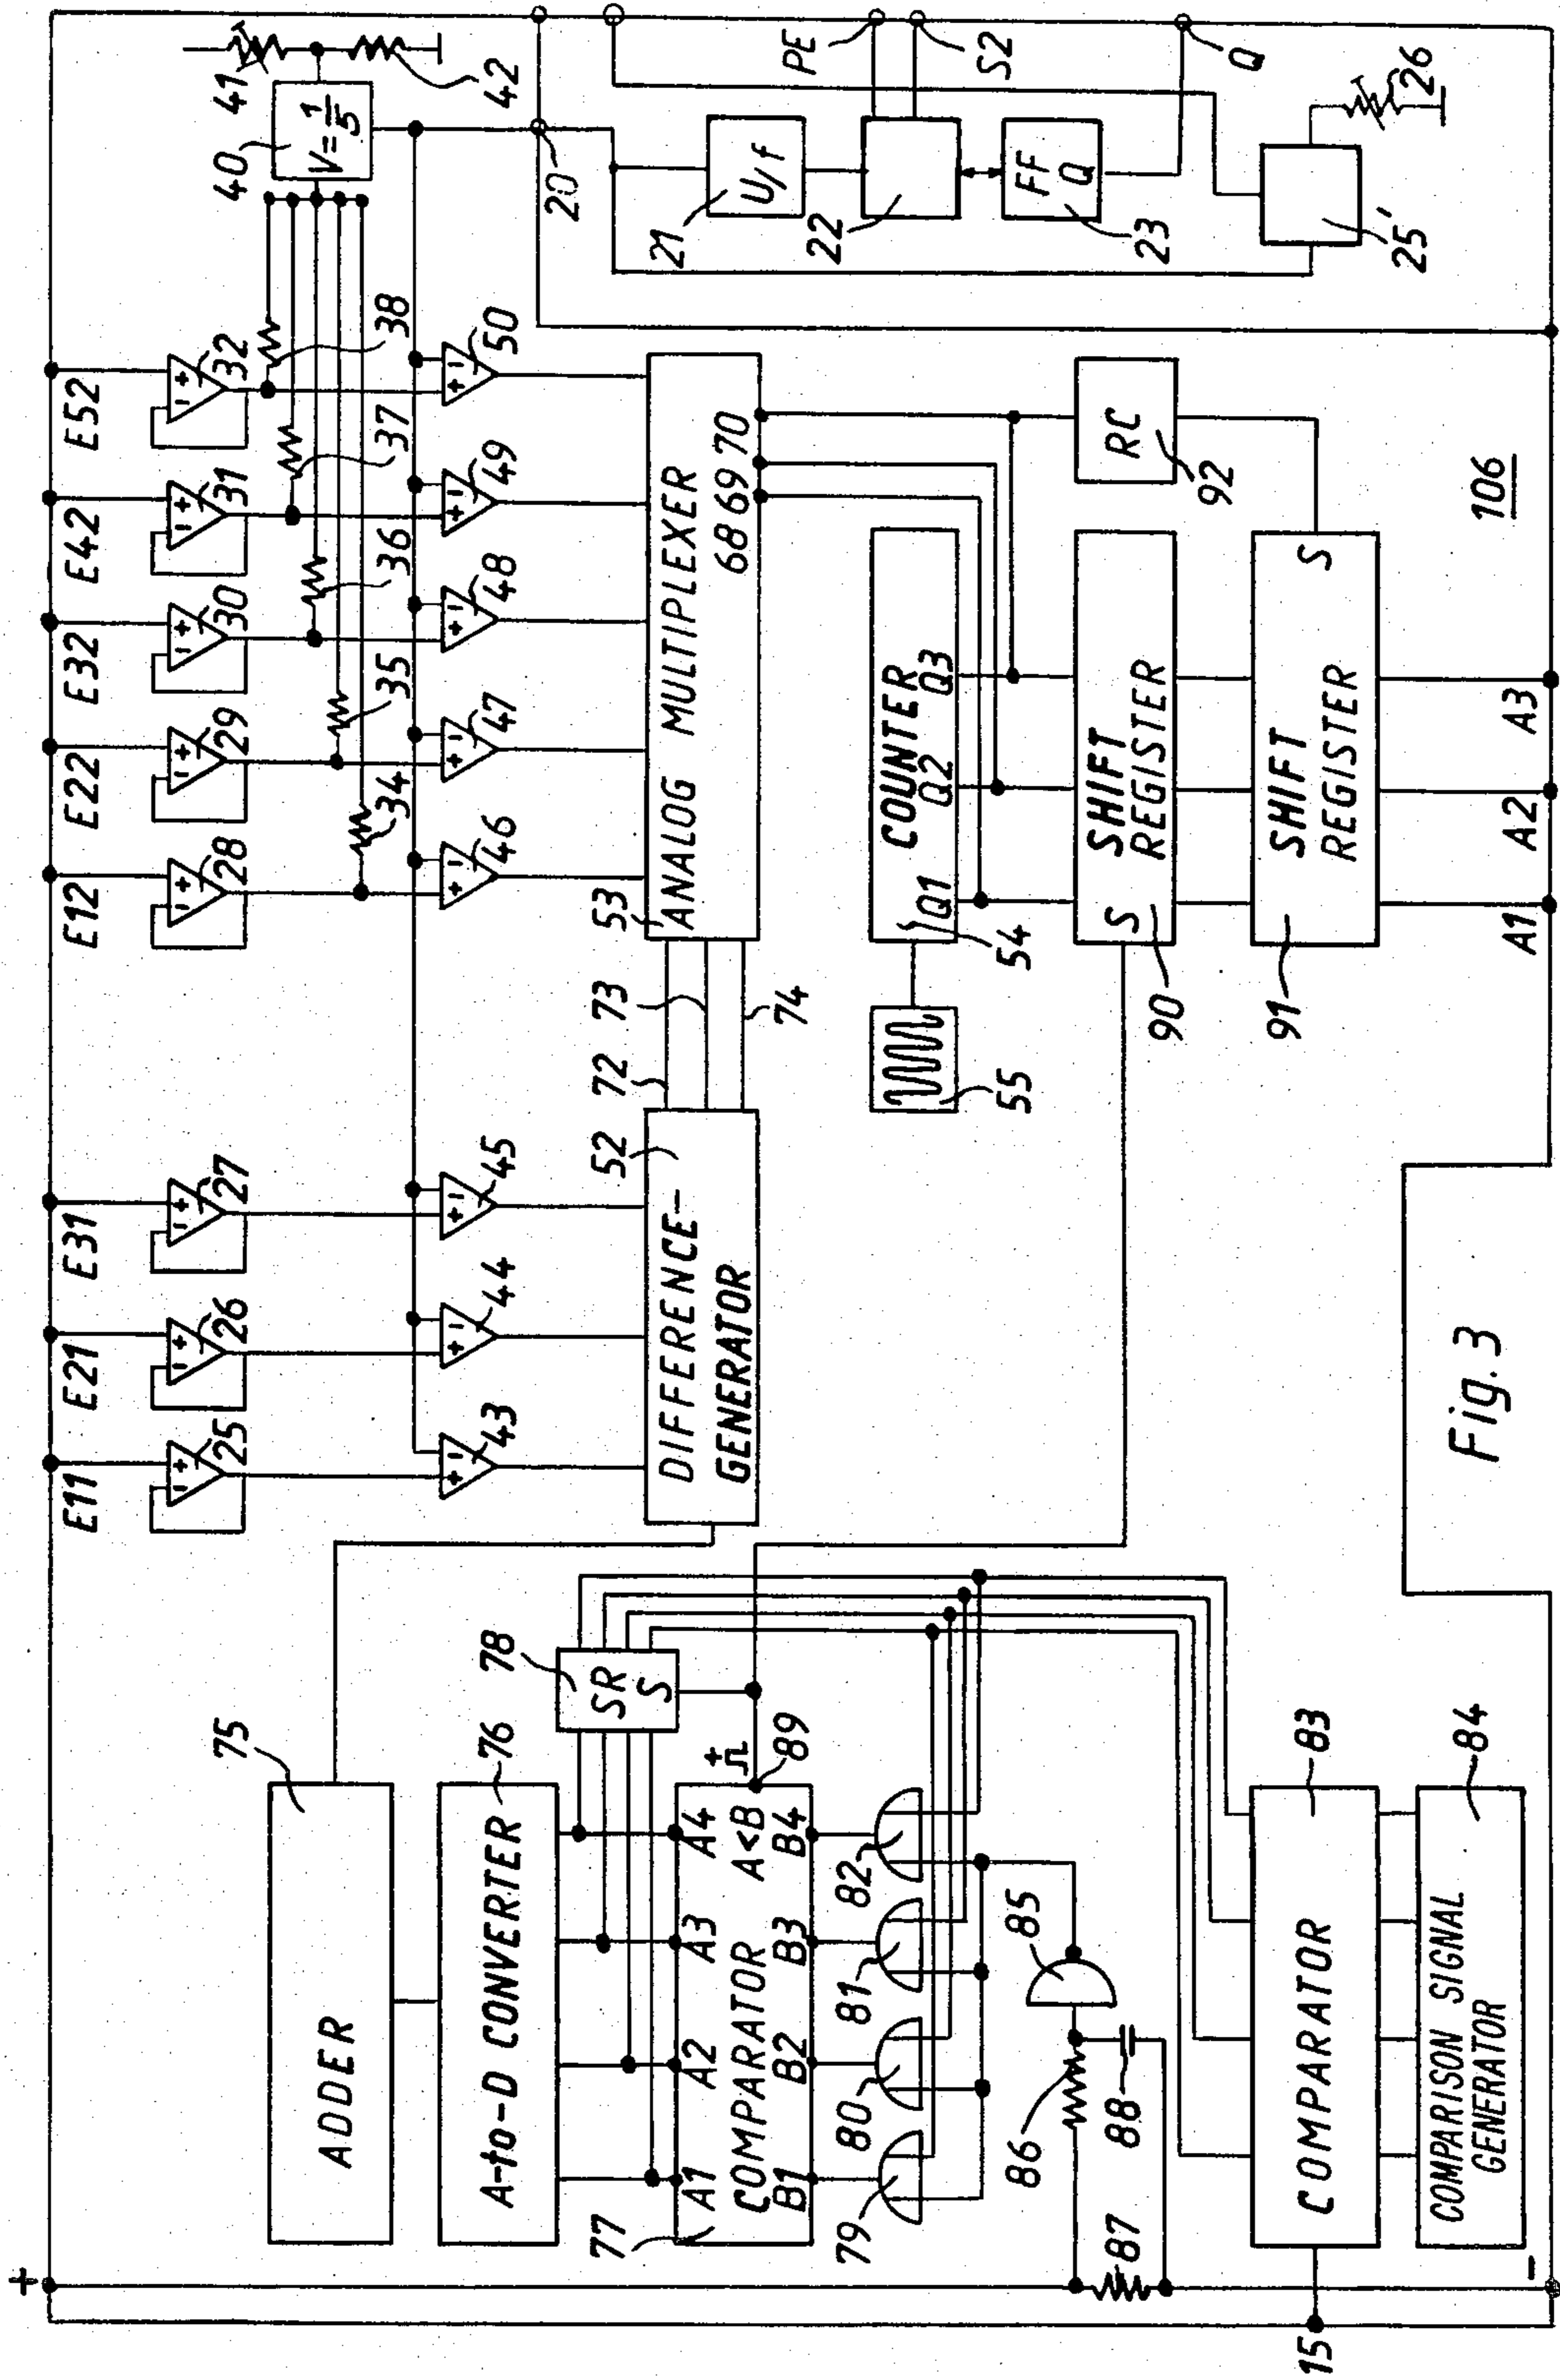 +
E11
E21
E31
E12
E22
E32
E42
E52
41
40
V=1/5
42
- +
25
- +
26
- +
27
- +
28
- +
29
- +
30
- +
31
- +
32
34
35
36
37
38
+ -
43
+ -
44
+ -
45
+ -
46
+ -
47
+ -
48
+ -
49
+ -
50
20
PE
S2
Q
21
U/f
22
FF
Q
23
25'
26
75
ADDER
76
A-to-D CONVERTER
78
SR
S
77
A1 A2 A3 A4
COMPARATOR A<B
B1 B2 B3 B4
+
89
79
80
81
82
85
86
87
88
52
DIFFERENCE-
GENERATOR
72
73
74
53
ANALOG MULTIPLEXER
68 69 70
55
COUNTER
Q1 Q2 Q3
54
RC
92
S
SHIFT
REGISTER
90
SHIFT
REGISTER
S
91
A1
A2
A3
106
COMPARATOR
83
COMPARISON SIGNAL
GENERATOR
84
15
-
Fig. 3